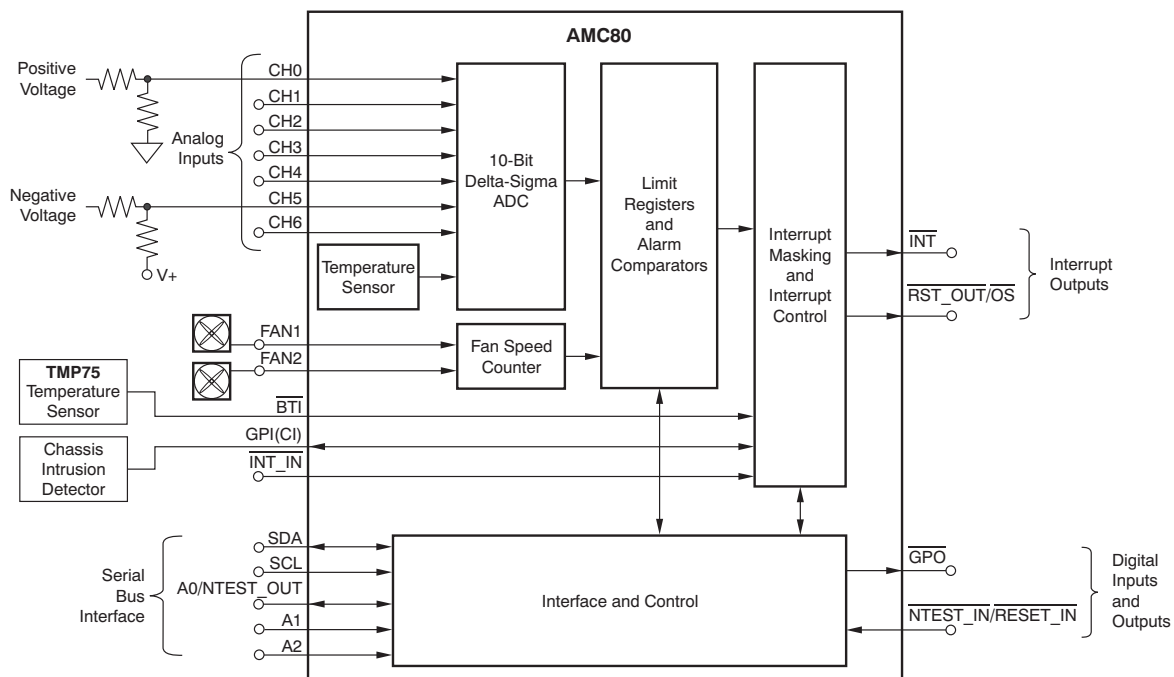 AMC80
Positive
Voltage
Negative
Voltage
V+
Analog
Inputs
CH0
CH1
CH2
CH3
CH4
CH5
CH6
10-Bit
Delta-Sigma
ADC
Temperature
Sensor
Limit
Registers
and
Alarm
Comparators
Interrupt
Masking
and
Interrupt
Control
INT
RST_OUT/OS
Interrupt
Outputs
FAN1
FAN2
Fan Speed
Counter
TMP75
Temperature
Sensor
BTI
GPI(CI)
INT_IN
Chassis
Intrusion
Detector
Serial
Bus
Interface
SDA
SCL
A0/NTEST_OUT
A1
A2
Interface and Control
GPO
NTEST_IN/RESET_IN
Digital
Inputs
and
Outputs